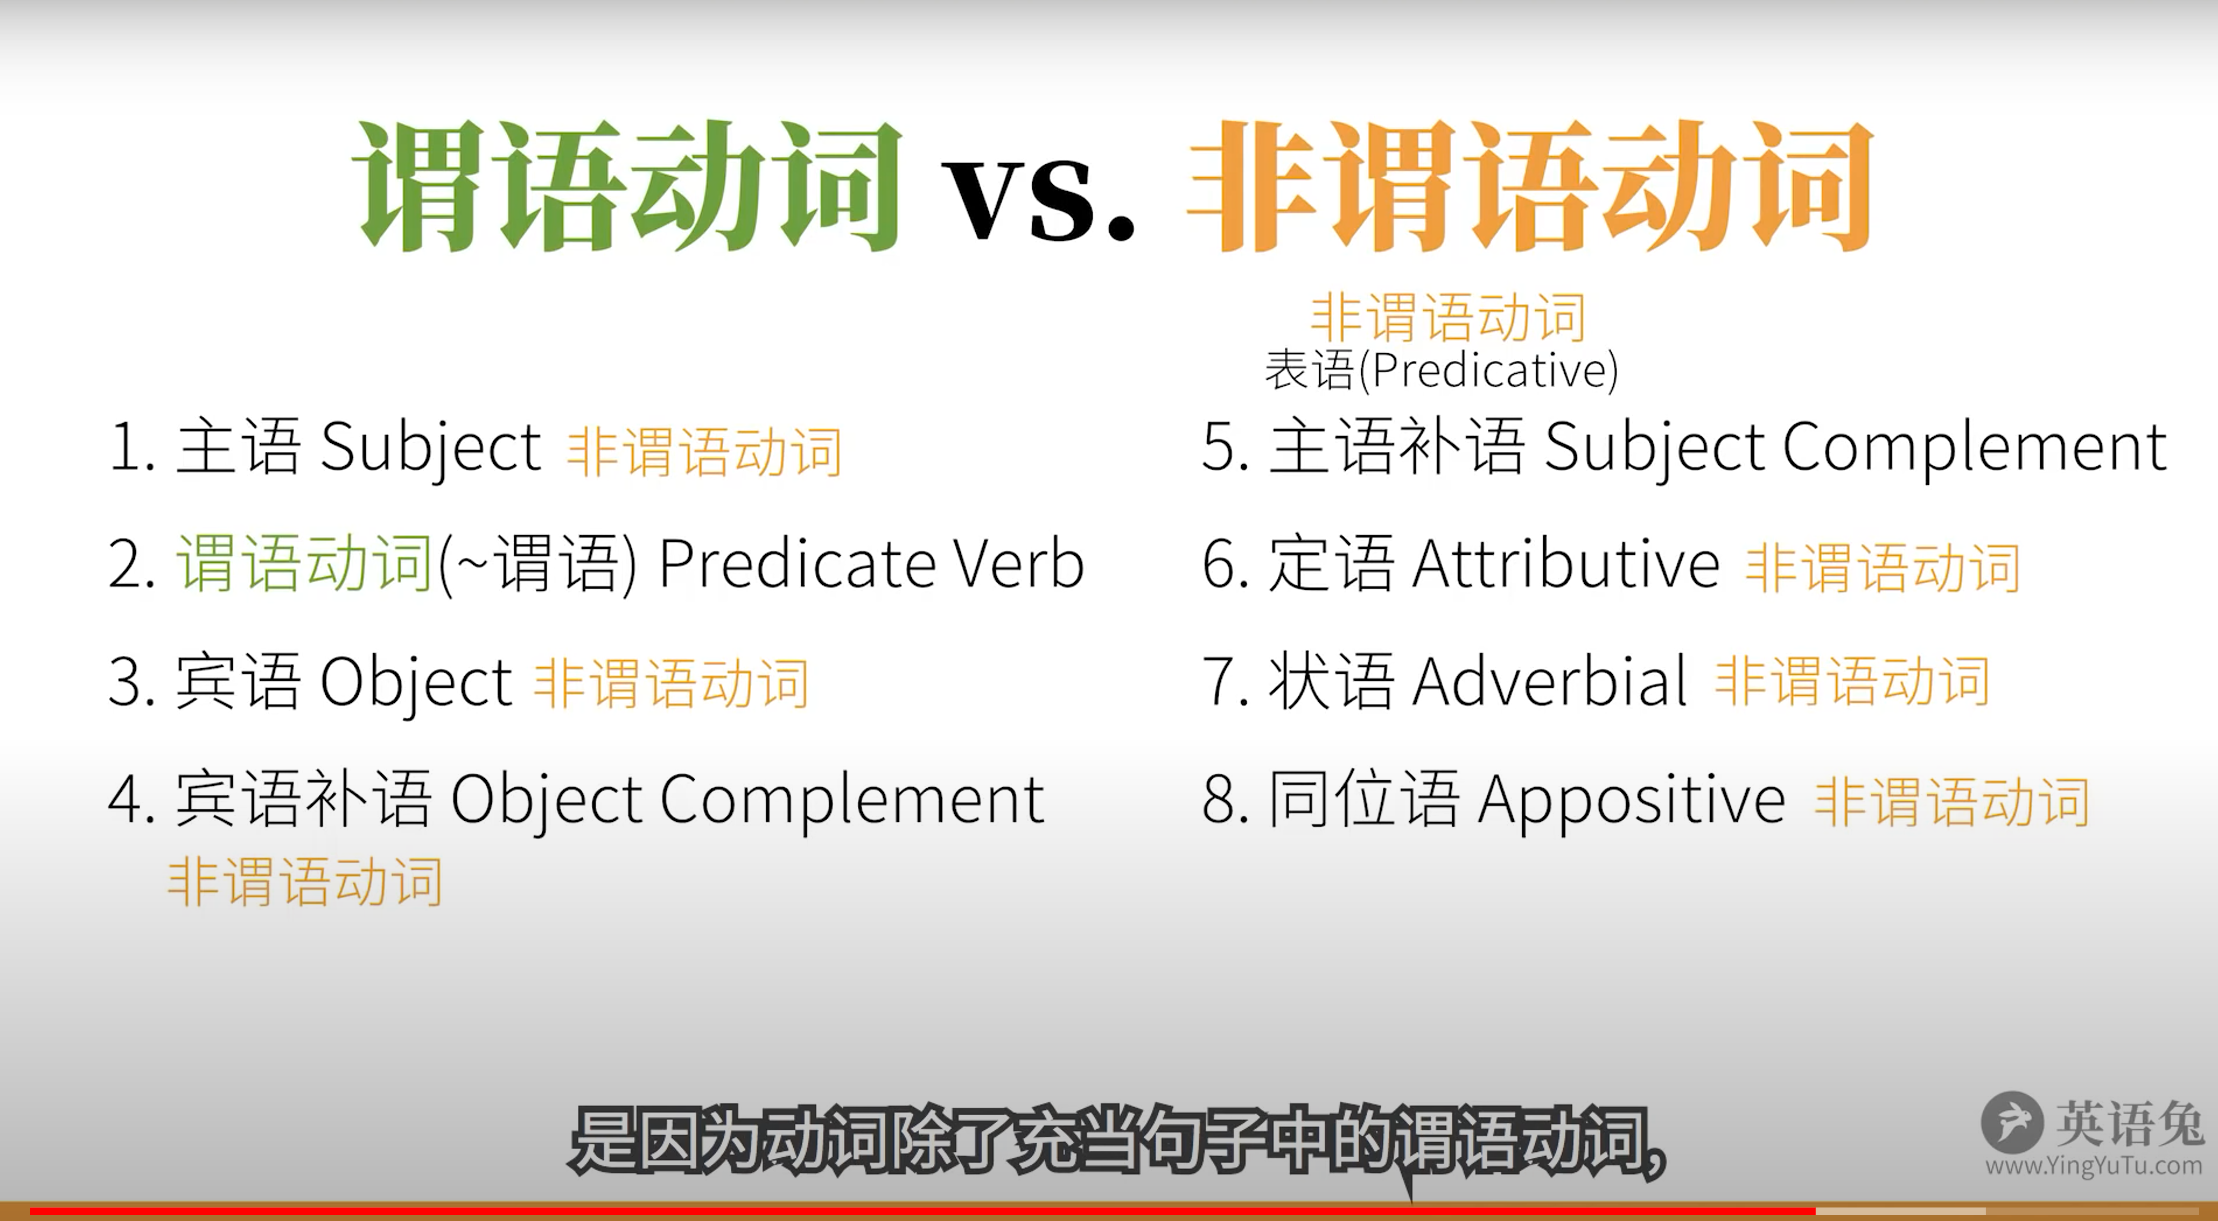 谓语动词 vs. 非谓语动词
1. 主语 Subject 非谓语动词
2. 谓语动词(~谓语) Predicate Verb
3. 宾语 Object 非谓语动词
4. 宾语补语 Object Complement
非谓语动词
非谓语动词
表语(Predicative)
5. 主语补语 Subject Complement
6. 定语 Attributive 非谓语动词
7. 状语 Adverbial 非谓语动词
8. 同位语 Appositive 非谓语动词
是因为动词除了充当句子中的谓语动词,
英语兔
www.YingYuTu.com